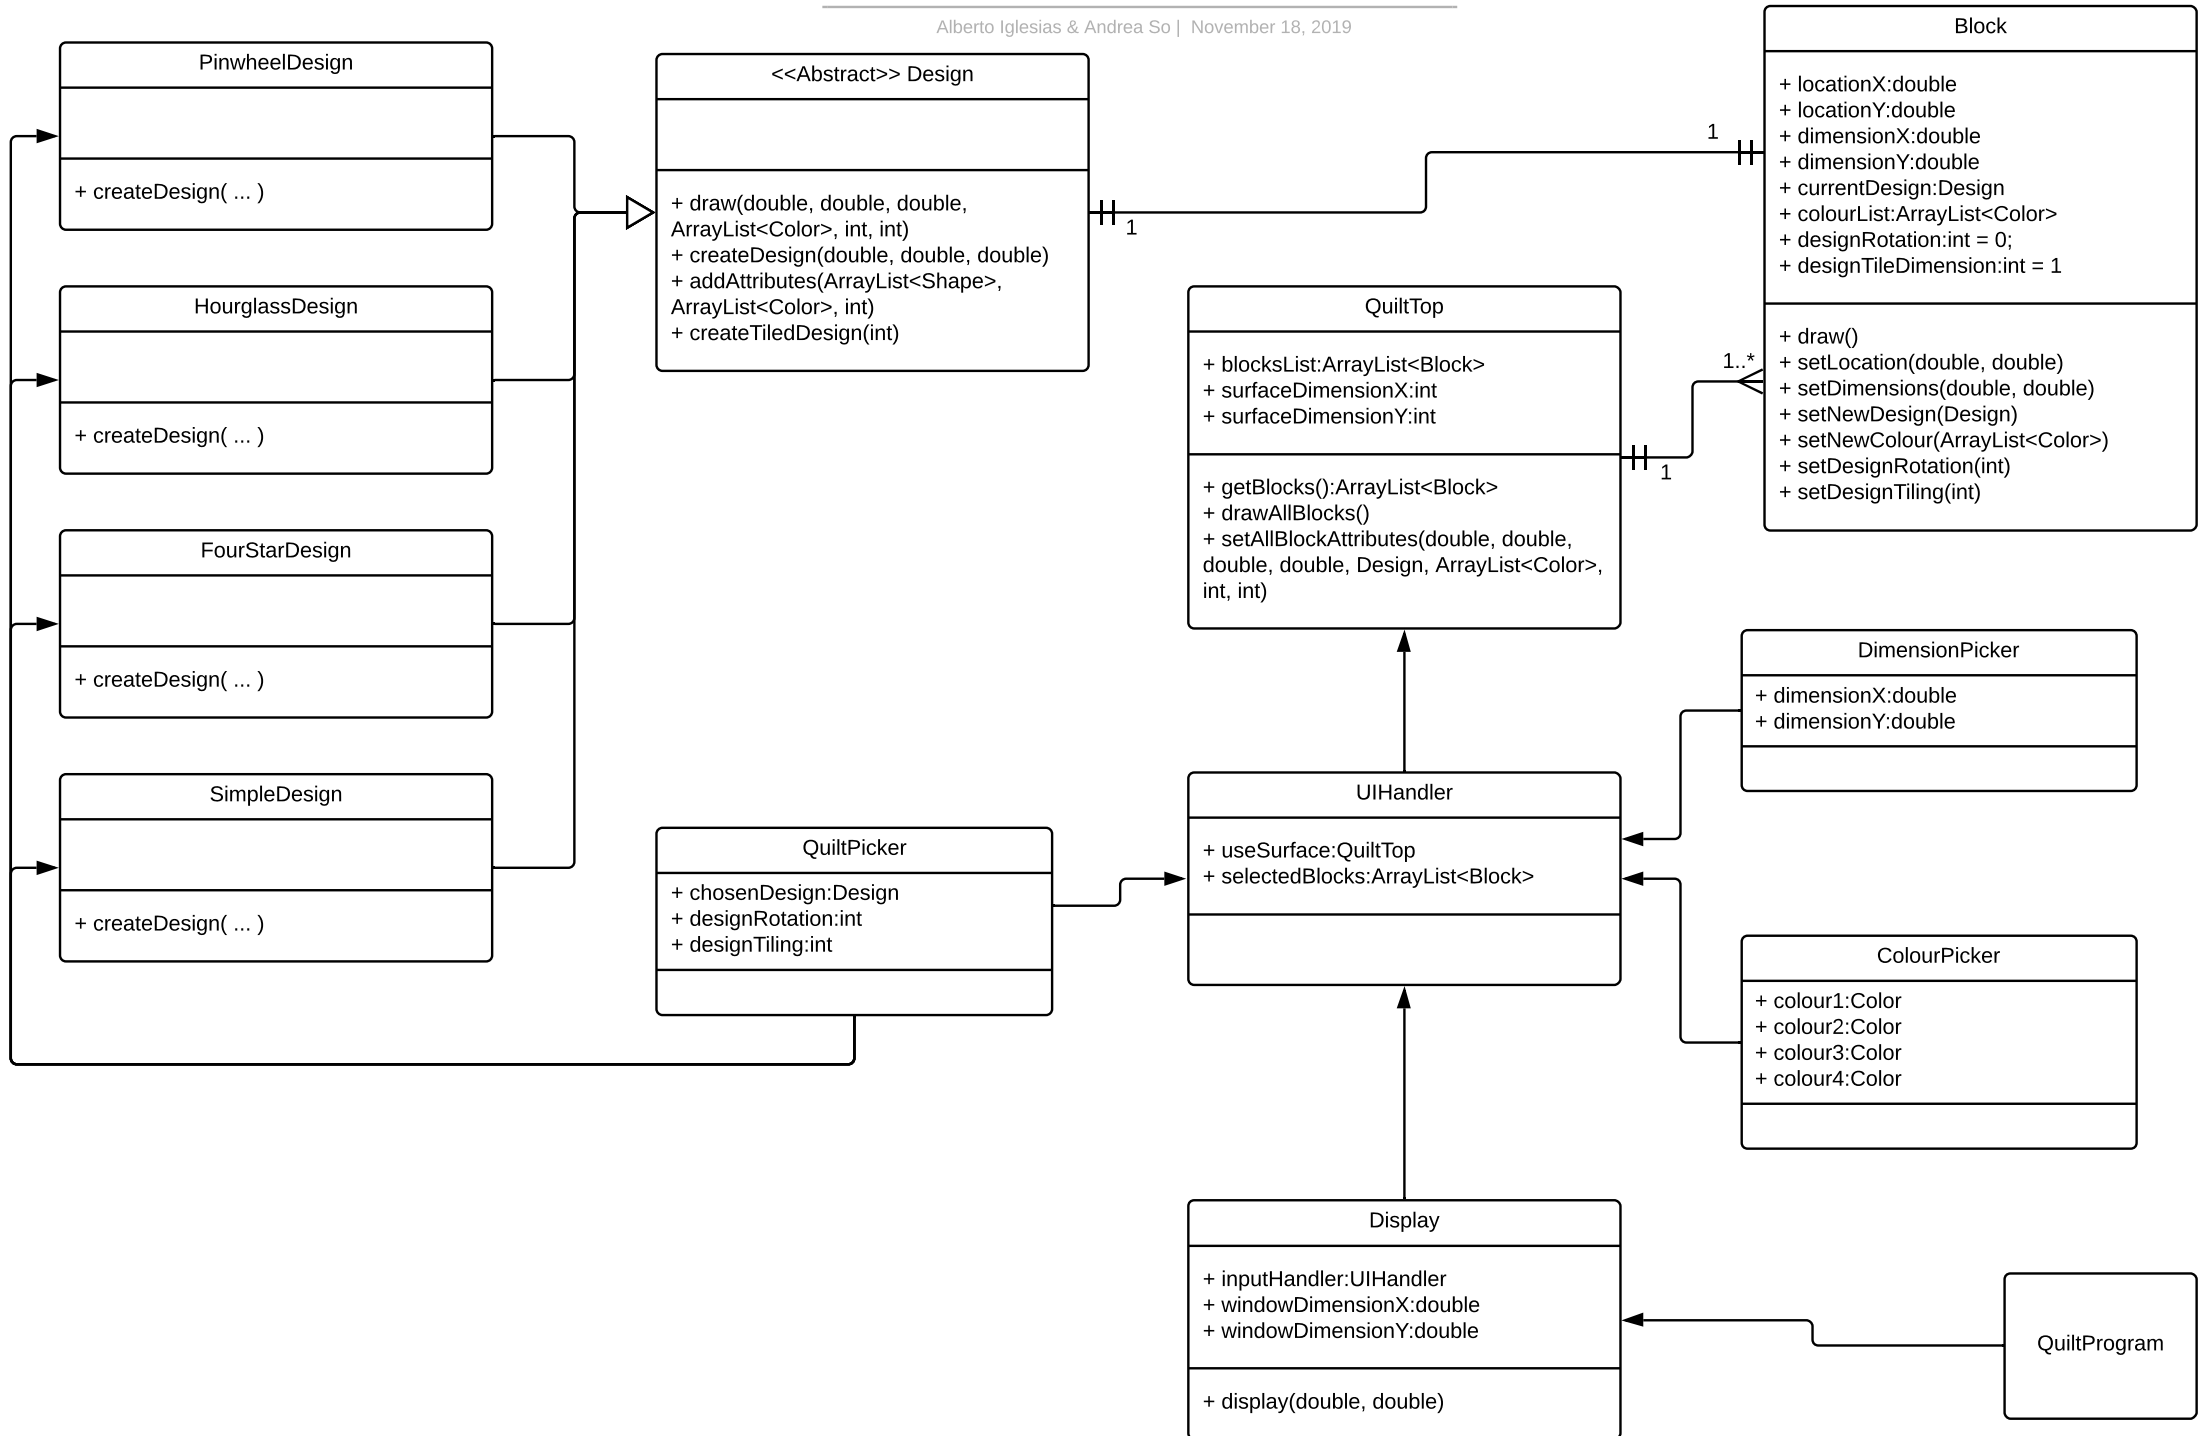 Alberto Iglesias & Andrea So | November 18, 2019
PinwheelDesign
+ createDesign( ... )
HourglassDesign
+ createDesign( ... )
FourStarDesign
+ createDesign( ... )
SimpleDesign
+ createDesign( ... )
<<Abstract>> Design
+ draw(double, double, double,
ArrayList<Color>, int, int)
+ createDesign(double, double, double)
+ addAttributes(ArrayList<Shape>,
ArrayList<Color>, int)
+ createTiledDesign(int)
1
1
Block
+ locationX:double
+ locationY:double
+ dimensionX:double
+ dimensionY:double
+ currentDesign:Design
+ colourList:ArrayList<Color>
+ designRotation:int = 0;
+ designTileDimension:int = 1
+ draw()
+ setLocation(double, double)
+ setDimensions(double, double)
+ setNewDesign(Design)
+ setNewColour(ArrayList<Color>)
+ setDesignRotation(int)
+ setDesignTiling(int)
1..*
1
QuiltTop
+ blocksList:ArrayList<Block>
+ surfaceDimensionX:int
+ surfaceDimensionY:int
+ getBlocks():ArrayList<Block>
+ drawAllBlocks()
+ setAllBlockAttributes(double, double,
double, double, Design, ArrayList<Color>,
int, int)
DimensionPicker
+ dimensionX:double
+ dimensionY:double
UIHandler
+ useSurface:QuiltTop
+ selectedBlocks:ArrayList<Block>
QuiltPicker
+ chosenDesign:Design
+ designRotation:int
+ designTiling:int
ColourPicker
+ colour1:Color
+ colour2:Color
+ colour3:Color
+ colour4:Color
Display
+ inputHandler:UIHandler
+ windowDimensionX:double
+ windowDimensionY:double
+ display(double, double)
QuiltProgram